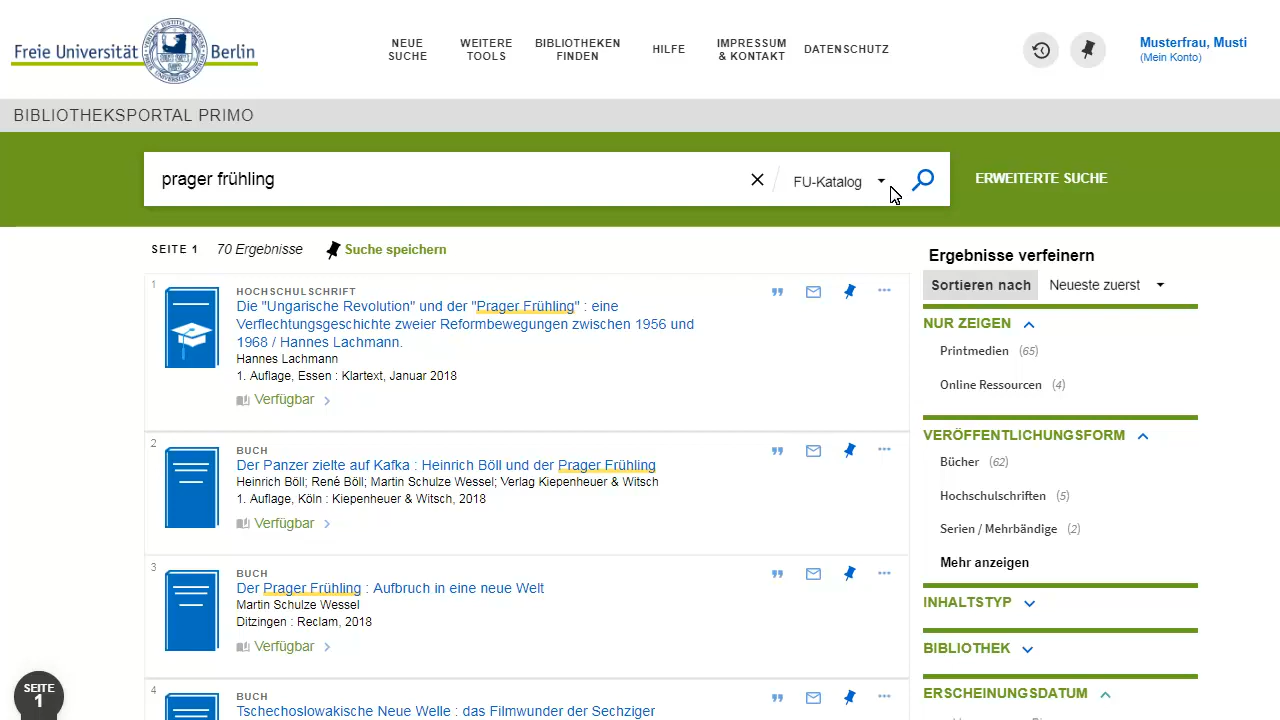 Freie Universität Berlin
NEUE SUCHE
WEITERE TOOLS
BIBLIOTHEKEN FINDEN
HILFE
IMPRESSUM & KONTAKT
DATENSCHUTZ
Musterfrau, Musti
(Mein Konto)
BIBLIOTHEKSPORTAL PRIMO
prager frühling
FU-Katalog
ERWEITERTE SUCHE
SEITE 1 70 Ergebnisse Suche speichern
1
HOCHSCHULSCHRIFT
Die "Ungarische Revolution" und der "Prager Frühling" : eine
Verflechtungsgeschichte zweier Reformbewegungen zwischen 1956 und
1968 / Hannes Lachmann.
Hannes Lachmann
1. Auflage, Essen : Klartext, Januar 2018
Verfügbar
2
BUCH
Der Panzer zielte auf Kafka : Heinrich Böll und der Prager Frühling
Heinrich Böll; René Böll; Martin Schulze Wessel; Verlag Kiepenheuer & Witsch
1. Auflage, Köln : Kiepenheuer & Witsch, 2018
Verfügbar
3
BUCH
Der Prager Frühling : Aufbruch in eine neue Welt
Martin Schulze Wessel
Ditzingen : Reclam, 2018
Verfügbar
4
BUCH
Tschechoslowakische Neue Welle : das Filmwunder der Sechziger
Ergebnisse verfeinern
Sortieren nach Neueste zuerst
NUR ZEIGEN
Printmedien (65)
Online Ressourcen (4)
VERÖFFENTLICHUNGSFORM
Bücher (62)
Hochschulschriften (5)
Serien / Mehrbändige (2)
Mehr anzeigen
INHALTSTYP
BIBLIOTHEK
ERSCHEINUNGSDATUM
SEITE
1